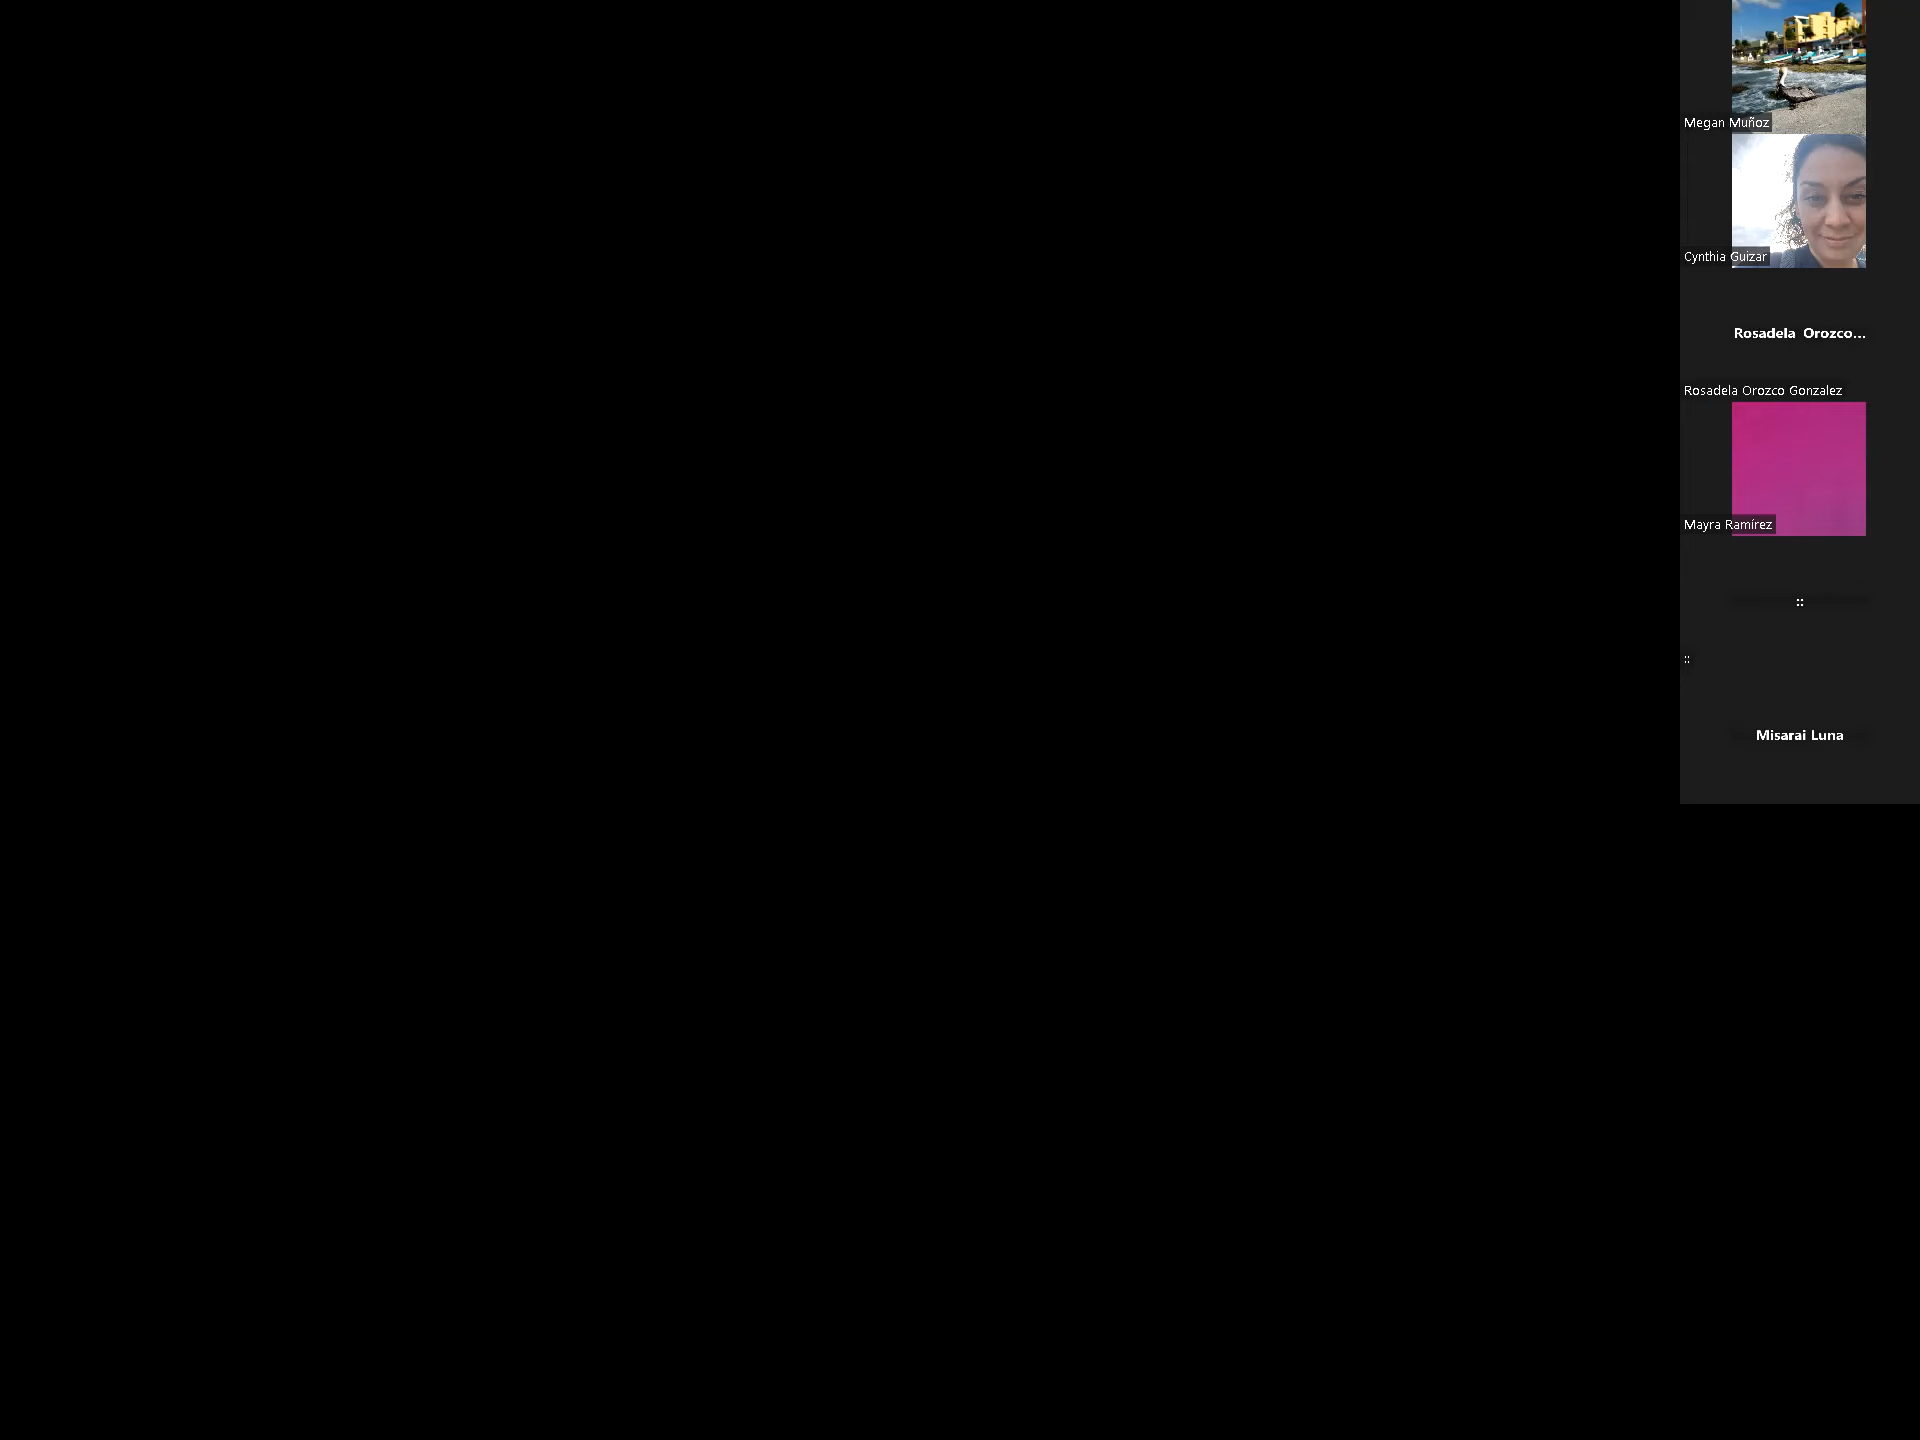 Megan Muñoz
Cynthia Guizar
Rosadela Orozco...
Rosadela Orozco Gonzalez
Mayra Ramírez
::
::
Misarai Luna